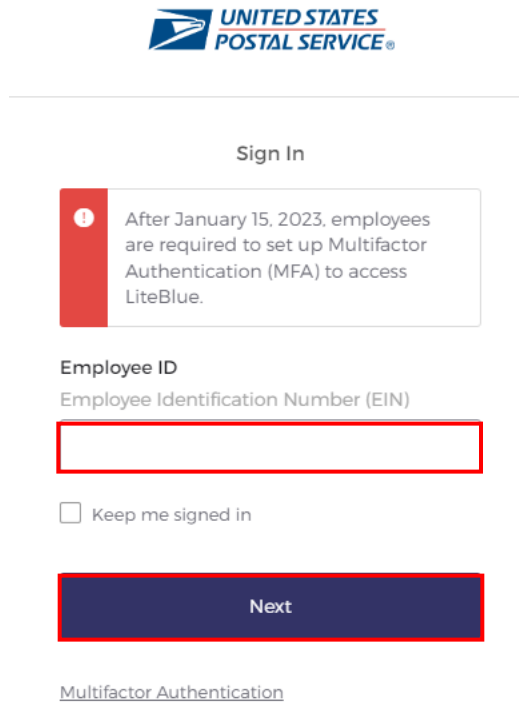 UNITED STATES
POSTAL SERVICE ®
Sign In
After January 15, 2023, employees
are required to set up Multifactor
Authentication (MFA) to access
LiteBlue.
Employee ID
Employee Identification Number (EIN)
Keep me signed in
Next
Multifactor Authentication